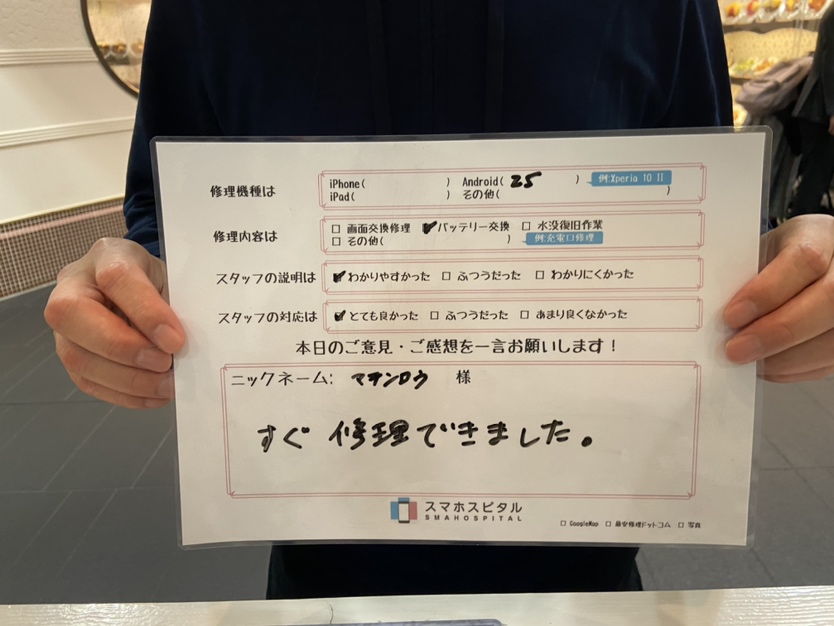 修理機種は
iPhone( ) Android( 25 ) 例:Xperia 10 II
iPad( ) その他( )
修理内容は
□ 画面交換修理 ☑ バッテリー交換 □ 水没復旧作業
□ その他( ) 例:充電口修理
スタッフの説明は ☑ わかりやすかった □ ふつうだった □ わかりにくかった
スタッフの対応は ☑ とても良かった □ ふつうだった □ あまり良くなかった
本日のご意見・ご感想を一言お願いします！
ニックネーム: マテンロウ 様
すぐ 修理できました。
スマホスピタル
SMAHOSPITAL
□ GoogleMap □ 最安修理ドットコム □ 写真